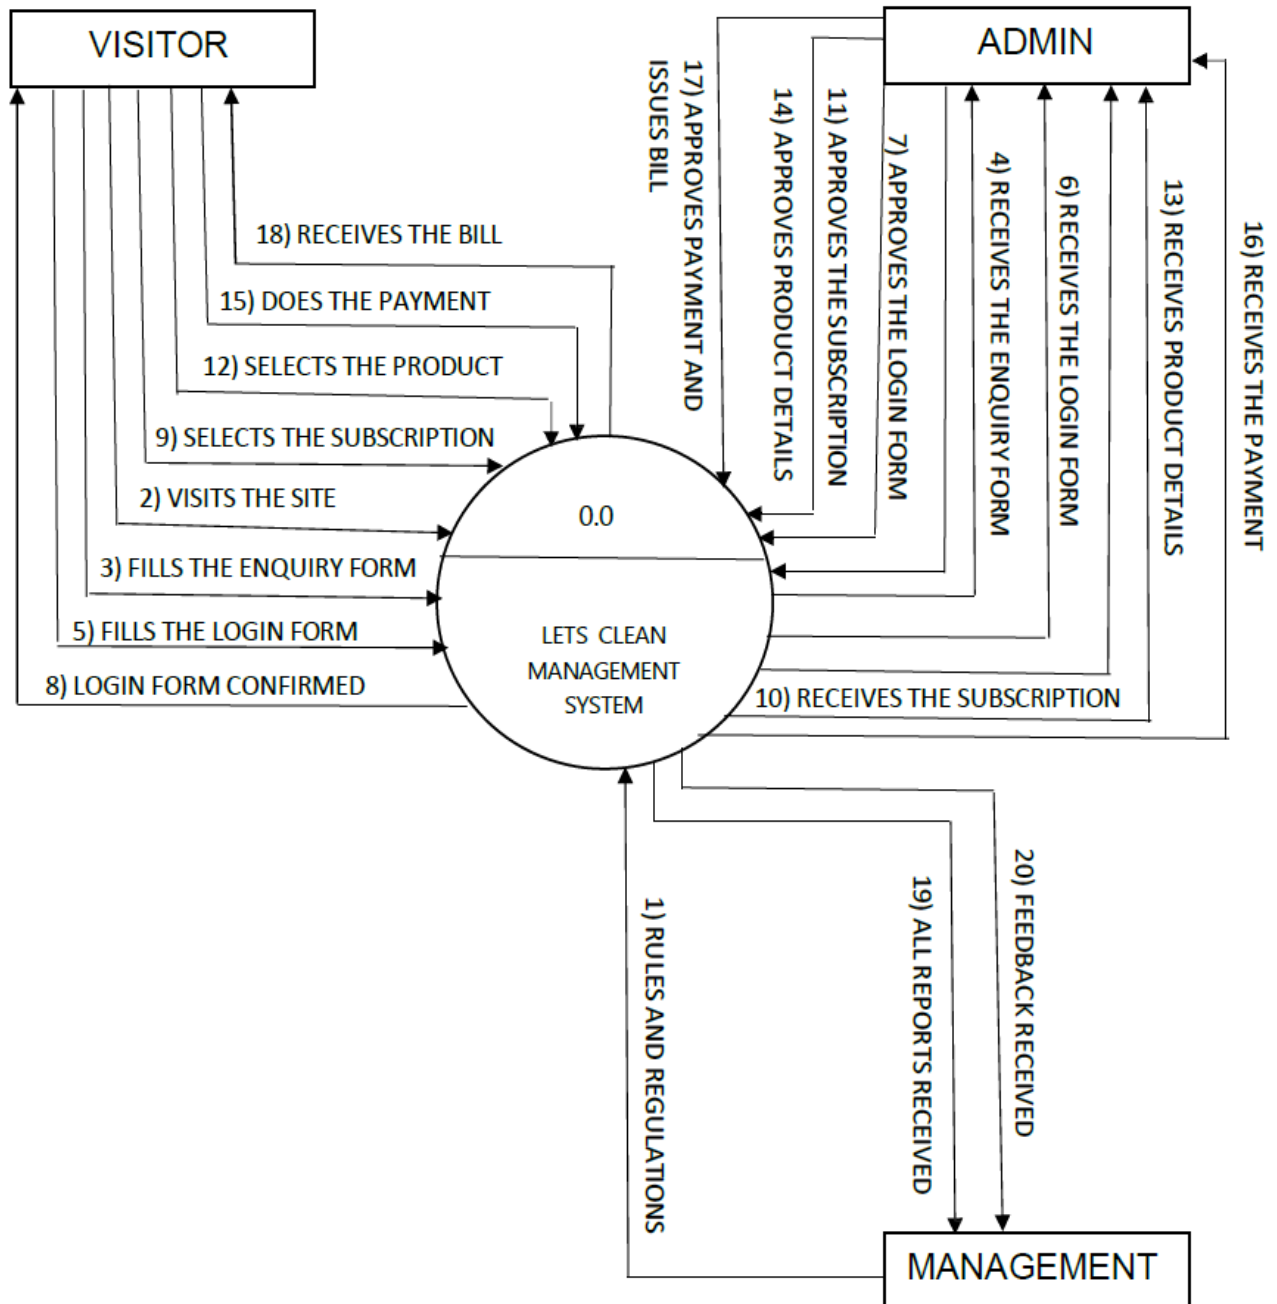 VISITOR
ADMIN
17) APPROVES PAYMENT AND
ISSUES BILL
14) APPROVES PRODUCT DETAILS
11) APPROVES THE SUBSCRIPTION
7) APPROVES THE LOGIN FORM
4) RECEIVES THE ENQUIRY FORM
6) RECEIVES THE LOGIN FORM
13) RECEIVES PRODUCT DETAILS
16) RECEIVES THE PAYMENT
18) RECEIVES THE BILL
15) DOES THE PAYMENT
12) SELECTS THE PRODUCT
9) SELECTS THE SUBSCRIPTION
2) VISITS THE SITE
3) FILLS THE ENQUIRY FORM
5) FILLS THE LOGIN FORM
8) LOGIN FORM CONFIRMED
0.0
LETS CLEAN
MANAGEMENT
SYSTEM
10) RECEIVES THE SUBSCRIPTION
1) RULES AND REGULATIONS
19) ALL REPORTS RECEIVED
20) FEEDBACK RECEIVED
MANAGEMENT